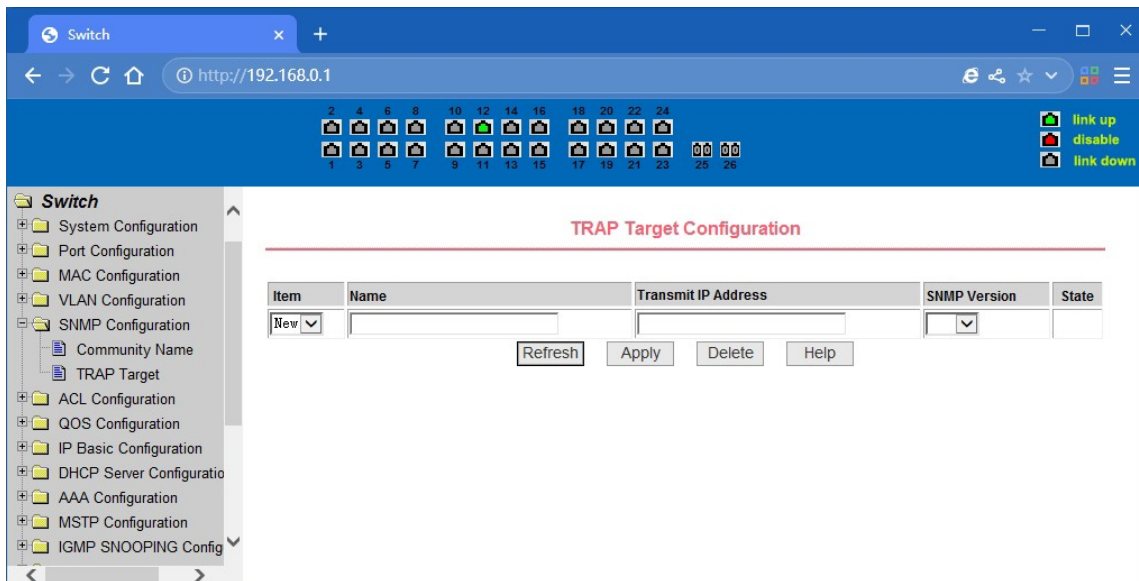 Switch
http://192.168.0.1
2 4 6 8 10 12 14 16 18 20 22 24
1 3 5 7 9 11 13 15 17 19 21 23 25 26
link up
disable
link down
Switch
System Configuration
Port Configuration
MAC Configuration
VLAN Configuration
SNMP Configuration
Community Name
TRAP Target
ACL Configuration
QOS Configuration
IP Basic Configuration
DHCP Server Configuratio
AAA Configuration
MSTP Configuration
IGMP SNOOPING Config
TRAP Target Configuration
Item Name Transmit IP Address SNMP Version State
New
Refresh Apply Delete Help